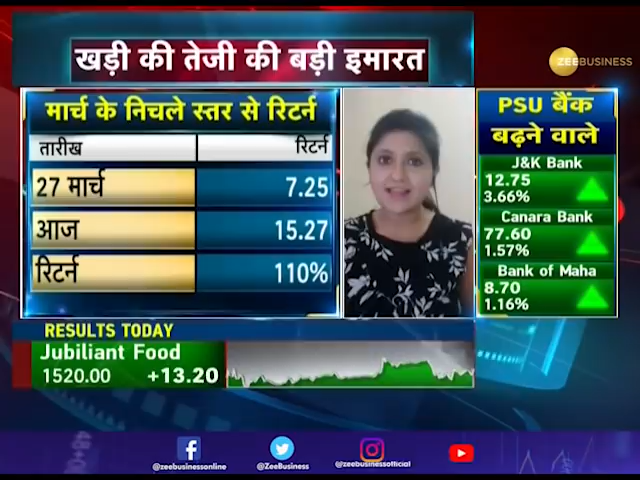 खड़ी की तेजी की बड़ी इमारत
ZEEBUSINESS
मार्च के निचले स्तर से रिटर्न
तारीख रिटर्न
27 मार्च 7.25
आज 15.27
रिटर्न 110%
PSU बैंक
बढ़ने वाले
J&K Bank
12.75
3.66%
Canara Bank
77.60
1.57%
Bank of Maha
8.70
1.16%
RESULTS TODAY
Jubiliant Food
1520.00 +13.20
@zeebusinessonline @ZeeBusiness @zeebusinessofficial